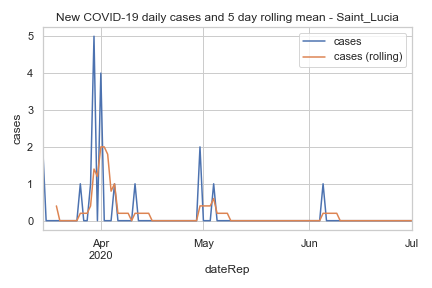 New COVID-19 daily cases and 5 day rolling mean - Saint_Lucia
cases
cases (rolling)
5
4
3
2
1
0
cases
Apr
2020
May
Jun
Jul
dateRep